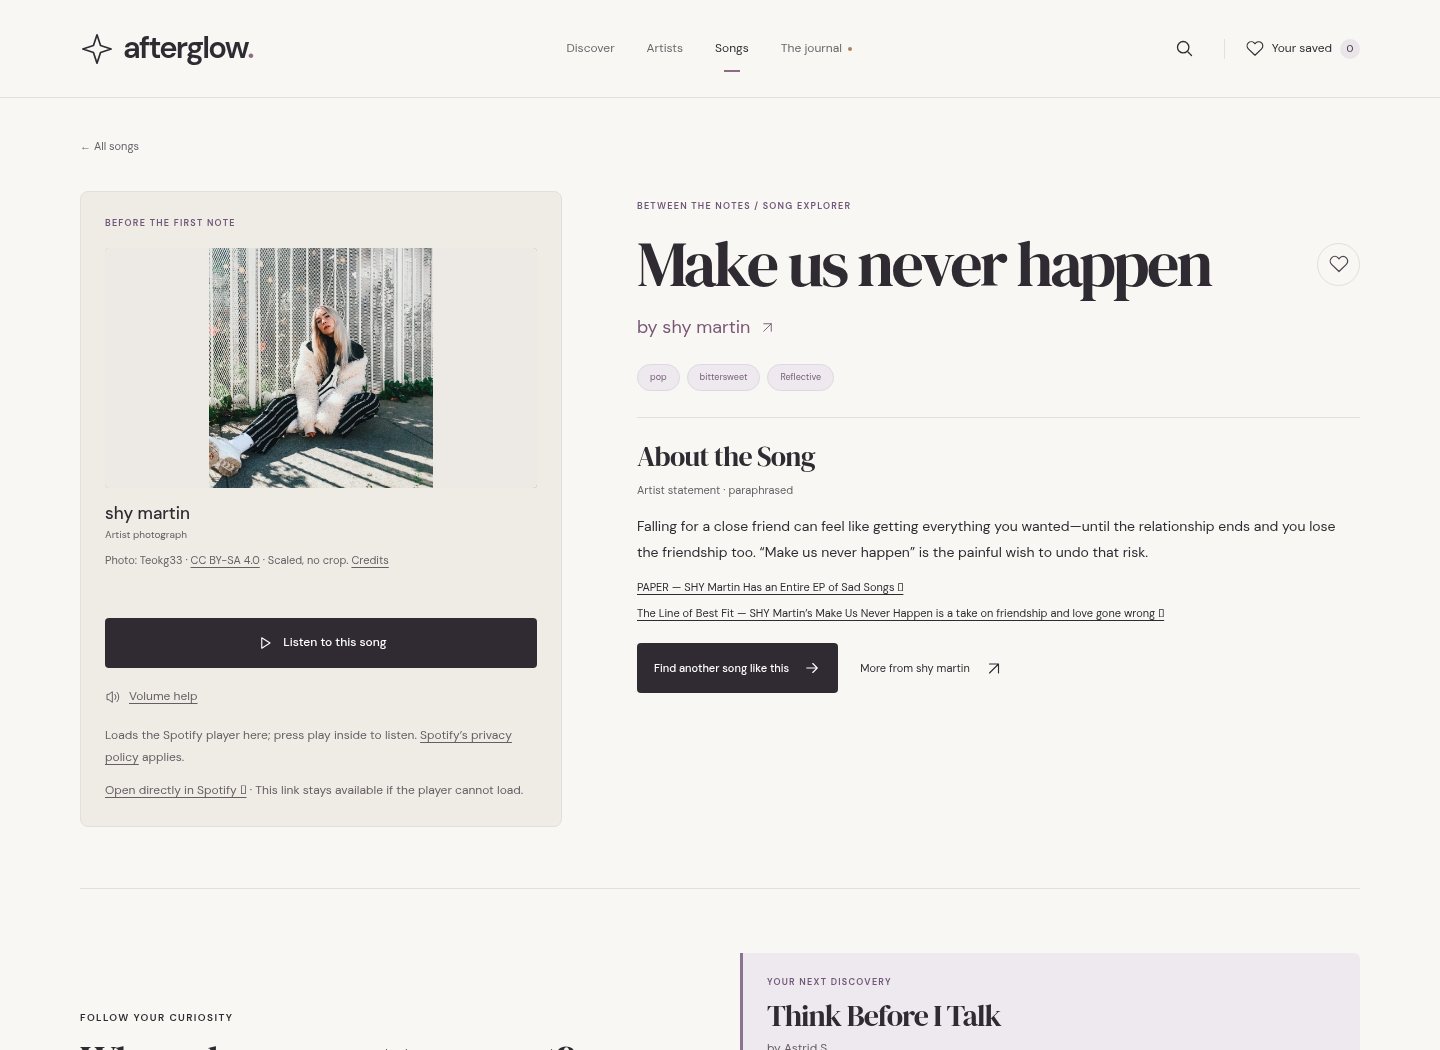 afterglow.
Discover
Artists
Songs
The journal
Your saved
0
← All songs
BEFORE THE FIRST NOTE
shy martin
Artist photograph
Photo: Teokg33 · CC BY-SA 4.0 · Scaled, no crop. Credits
Listen to this song
Volume help
Loads the Spotify player here; press play inside to listen. Spotify’s privacy
policy applies.
Open directly in Spotify · This link stays available if the player cannot load.
BETWEEN THE NOTES / SONG EXPLORER
Make us never happen
by shy martin
pop
bittersweet
Reflective
About the Song
Artist statement · paraphrased
Falling for a close friend can feel like getting everything you wanted—until the relationship ends and you lose
the friendship too. “Make us never happen” is the painful wish to undo that risk.
PAPER — SHY Martin Has an Entire EP of Sad Songs
The Line of Best Fit — SHY Martin’s Make Us Never Happen is a take on friendship and love gone wrong
Find another song like this
More from shy martin
FOLLOW YOUR CURIOSITY
YOUR NEXT DISCOVERY
Think Before I Talk
by Astrid S